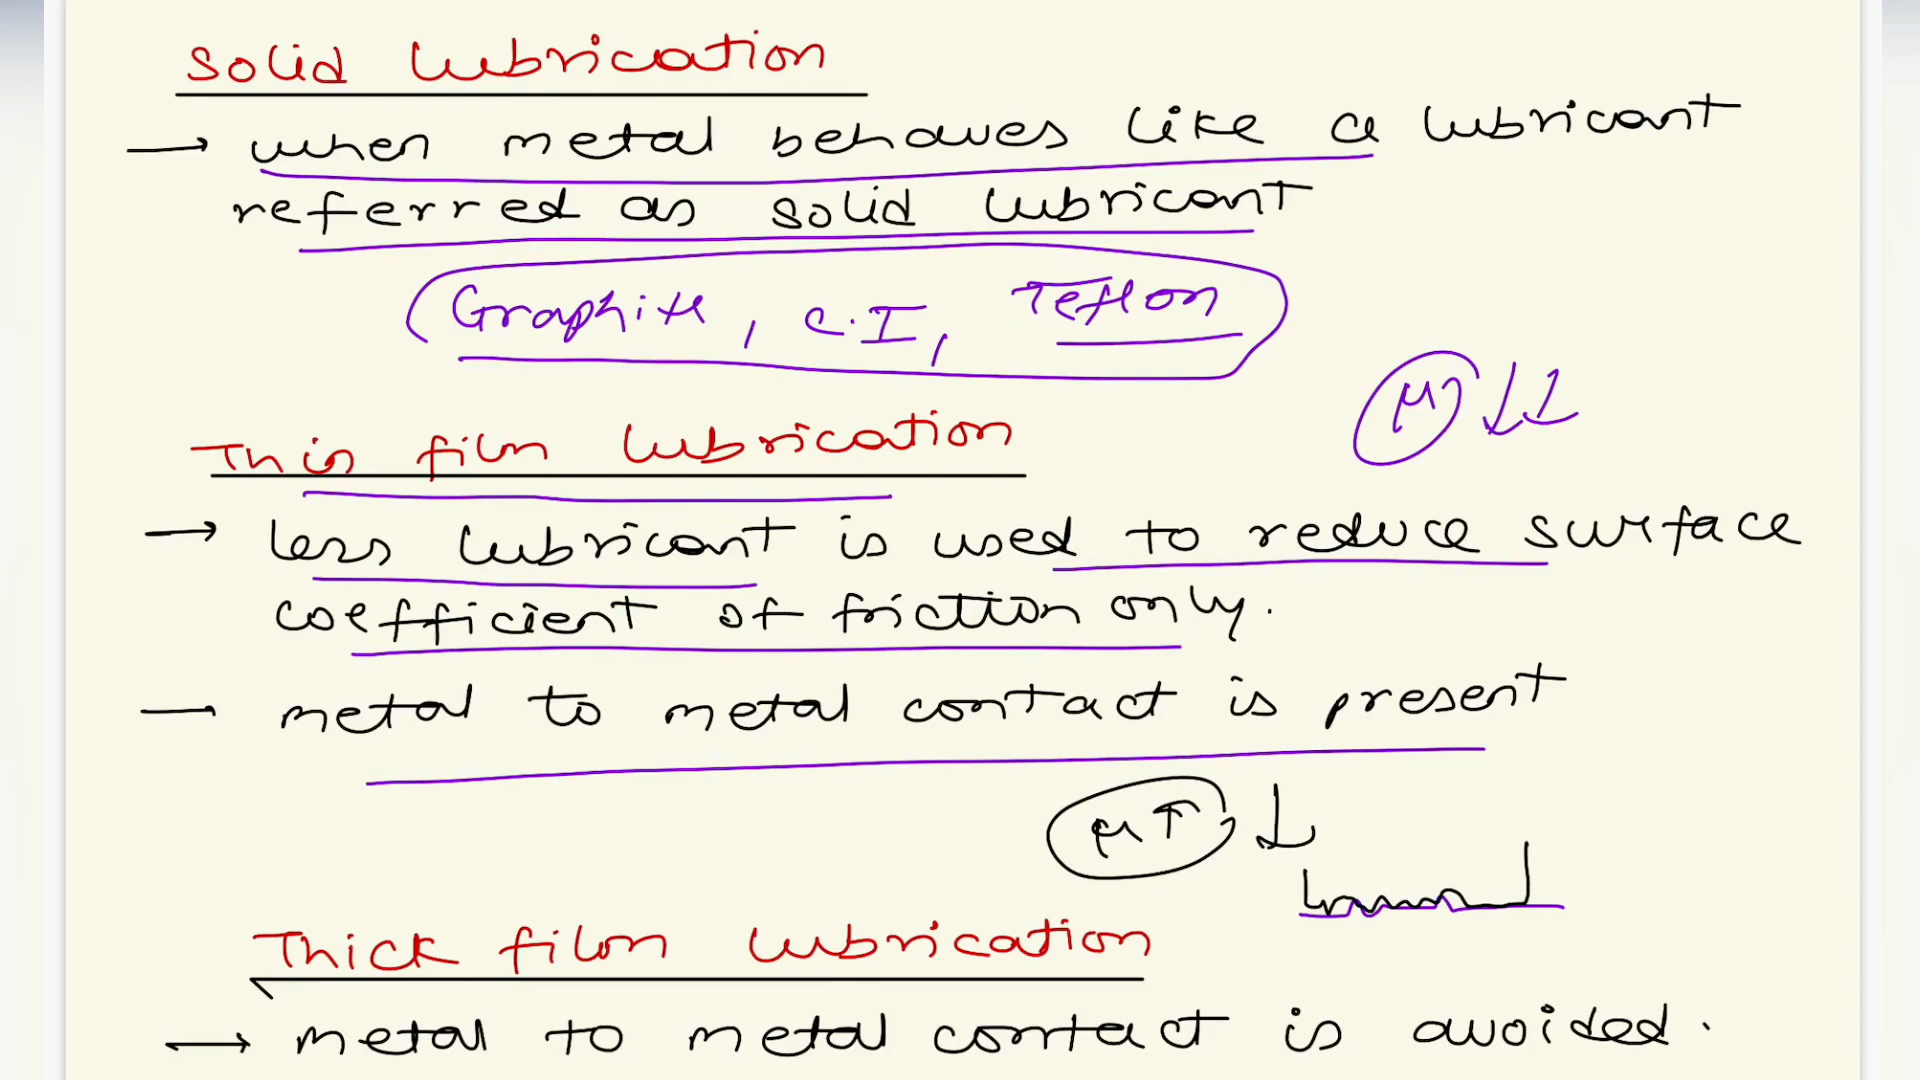 Solid lubrication
→ when metal behaves like a lubricant
referred as solid lubricant
Graphite, C.I, Teflon
μ ↓↓
Thin film lubrication
→ less lubricant is used to reduce surface
coefficient of friction only.
— metal to metal contact is present
μ↑ ↓
Thick film lubrication
→ metal to metal contact is avoided.